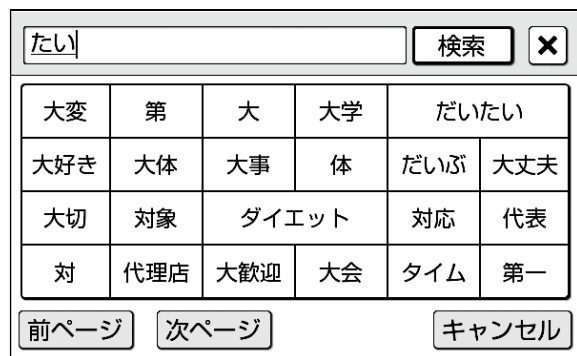 たい 検索 ×
大変 第 大 大学 だいたい
大好き 大体 大事 体 だいぶ 大丈夫
大切 対象 ダイエット 対応 代表
対 代理店 大歓迎 大会 タイム 第一
前ページ 次ページ キャンセル